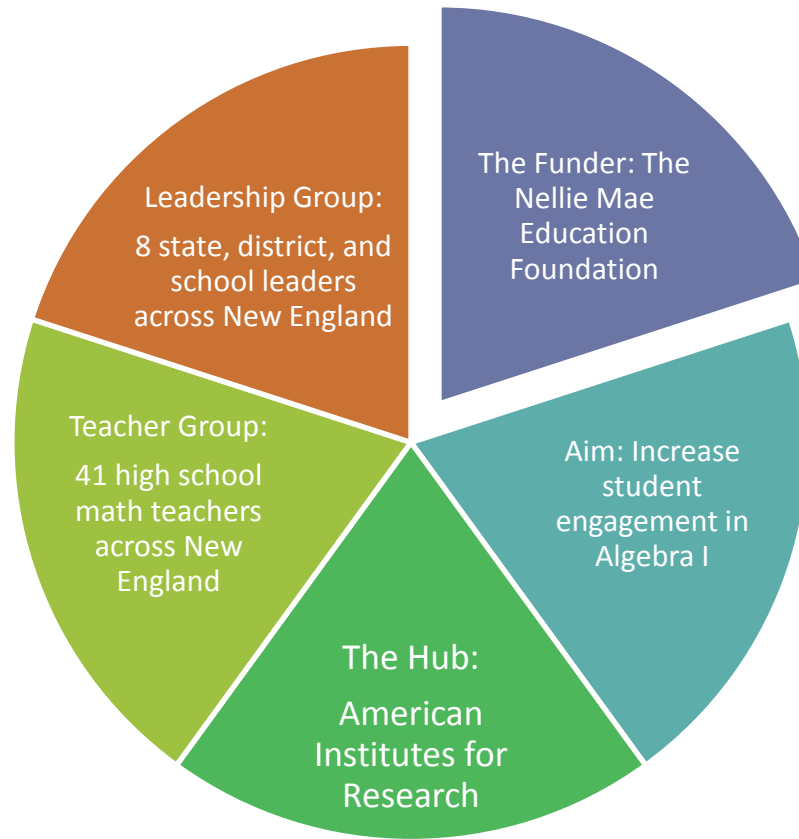 The Funder: The
Nellie Mae
Education
Foundation
Aim: Increase
student
engagement in
Algebra I
The Hub:
American
Institutes for
Research
Teacher Group:
41 high school
math teachers
across New
England
Leadership Group:
8 state, district, and
school leaders
across New England